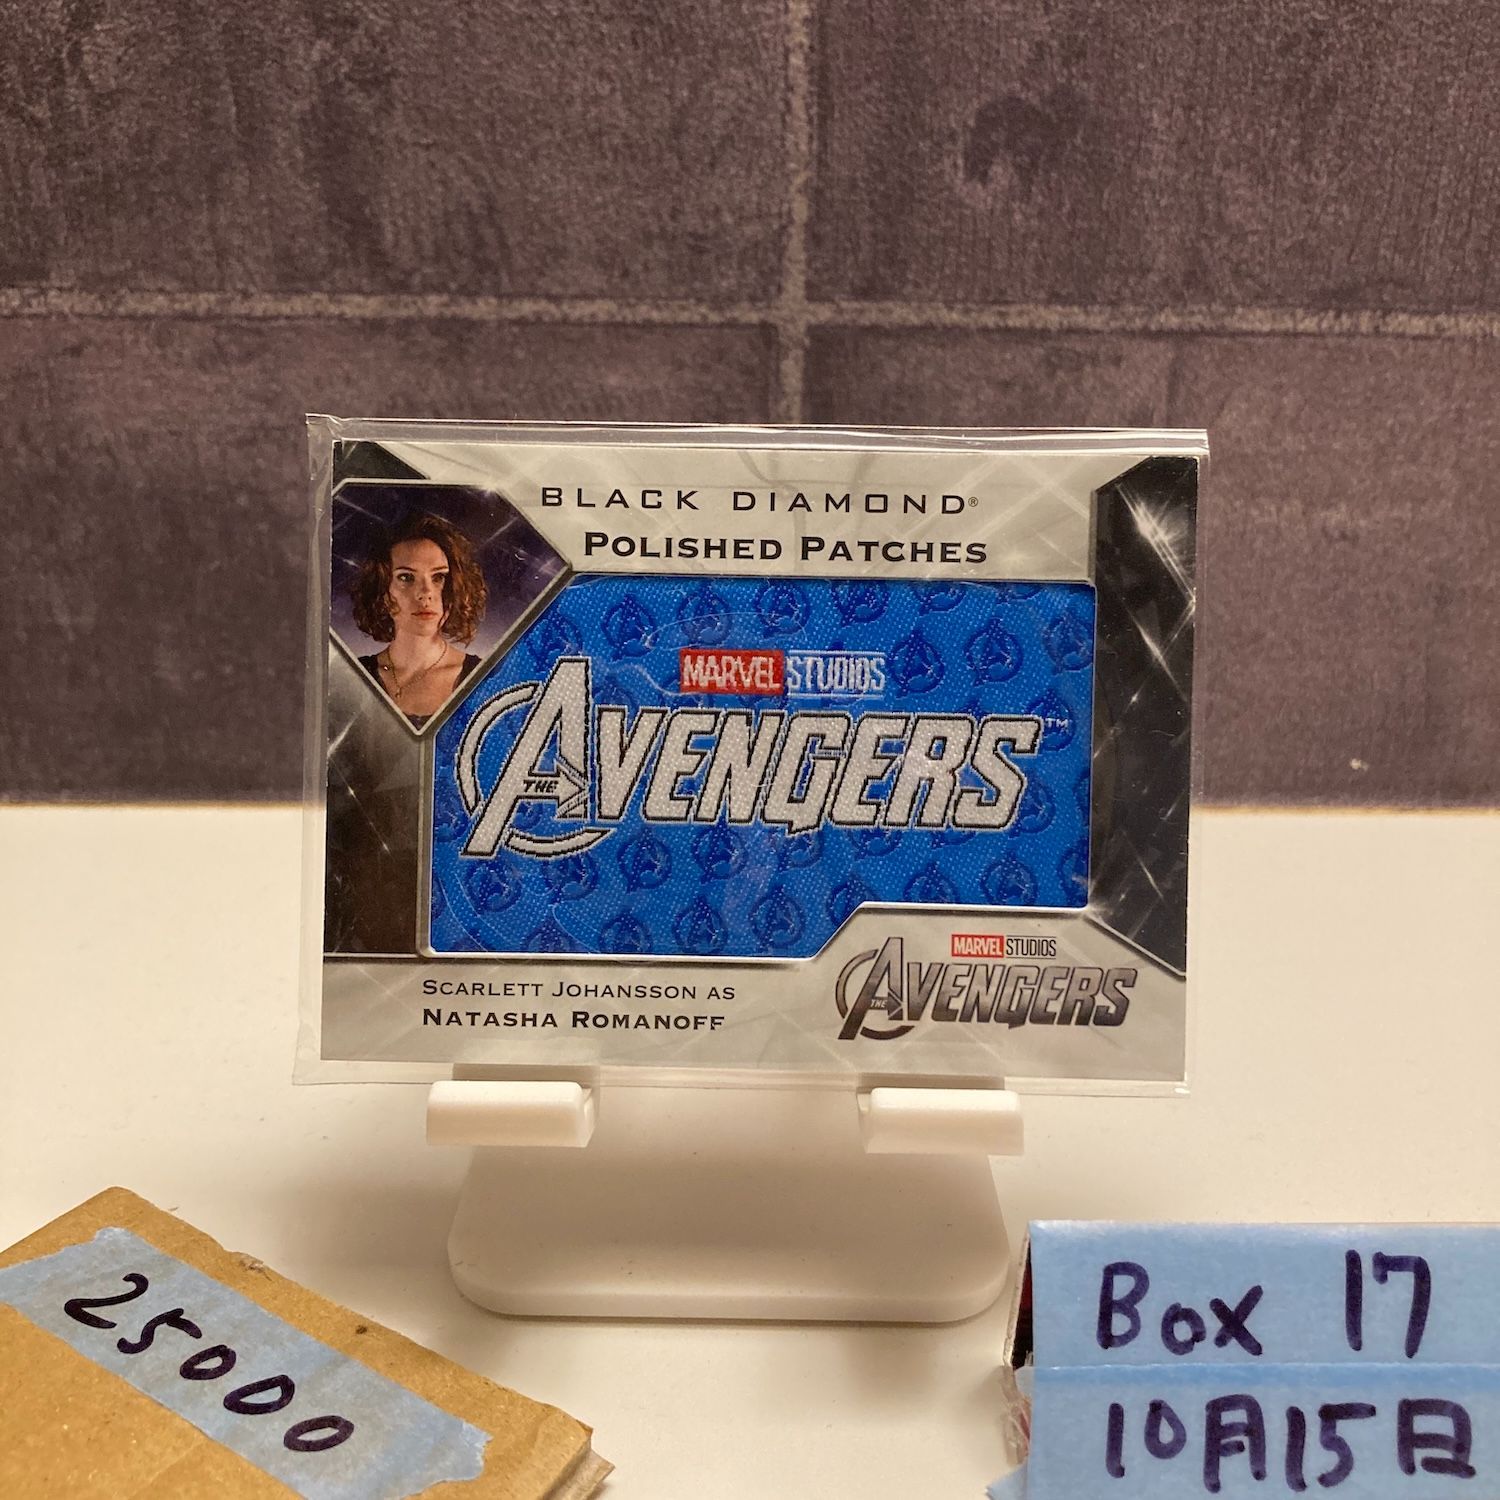 BLACK DIAMOND®
POLISHED PATCHES
MARVEL STUDIOS
THE AVENGERS™
SCARLETT JOHANSSON AS
NATASHA ROMANOFF
MARVEL STUDIOS
THE AVENGERS
25000
Box 17
10月15日